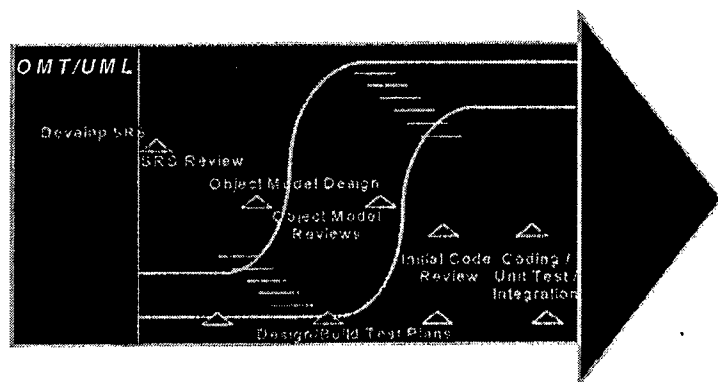 OMT/UML
Develop SRS
SRS Review
Object Model Design
Object Model
Reviews
Initial Code
Review
Coding /
Unit Test /
Integration
Design/Build Test Plans